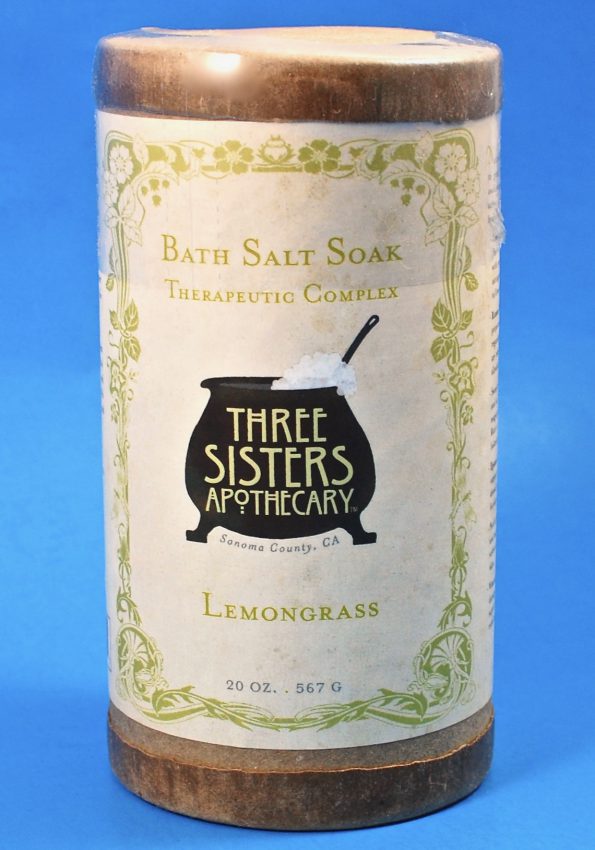 BATH SALT SOAK
THERAPEUTIC COMPLEX
THREE
SISTERS
APOTHECARY
Sonoma County, CA
LEMONGRASS
20 OZ. . 567 G